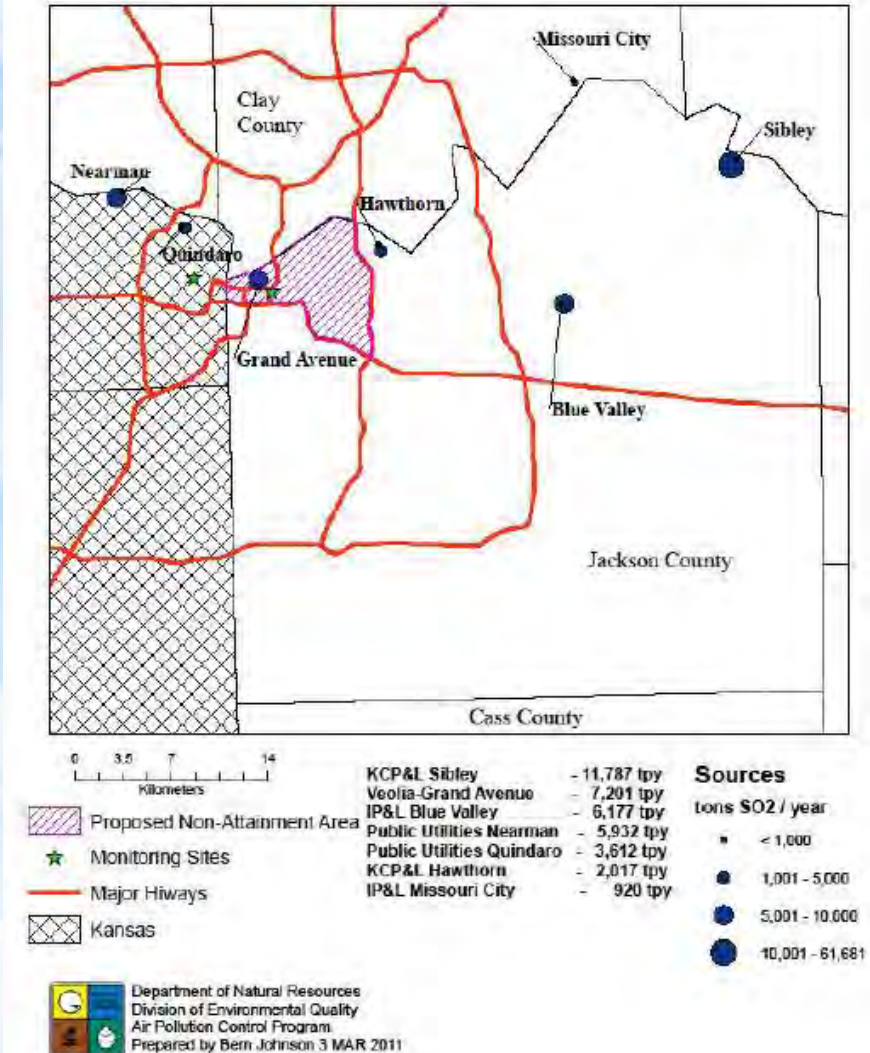 Missouri City
Clay
County
Sibley
Nearman
Hawthorn
Quindaro
Grand Avenue
Blue Valley
Jackson County
Cass County
0 3.5 7 14
Kilometers
Proposed Non-Attainment Area
Monitoring Sites
Major Hiways
Kansas
KCP&L Sibley - 11,787 tpy
Veolia-Grand Avenue - 7,201 tpy
IP&L Blue Valley - 6,177 tpy
Public Utilities Nearman - 5,932 tpy
Public Utilities Quindaro - 3,612 tpy
KCP&L Hawthorn - 2,017 tpy
IP&L Missouri City - 920 tpy
Sources
tons SO2 / year
< 1,000
1,001 - 5,000
5,001 - 10,000
10,001 - 61,681
Department of Natural Resources
Division of Environmental Quality
Air Pollution Control Program
Prepared by Bern Johnson 3 MAR 2011